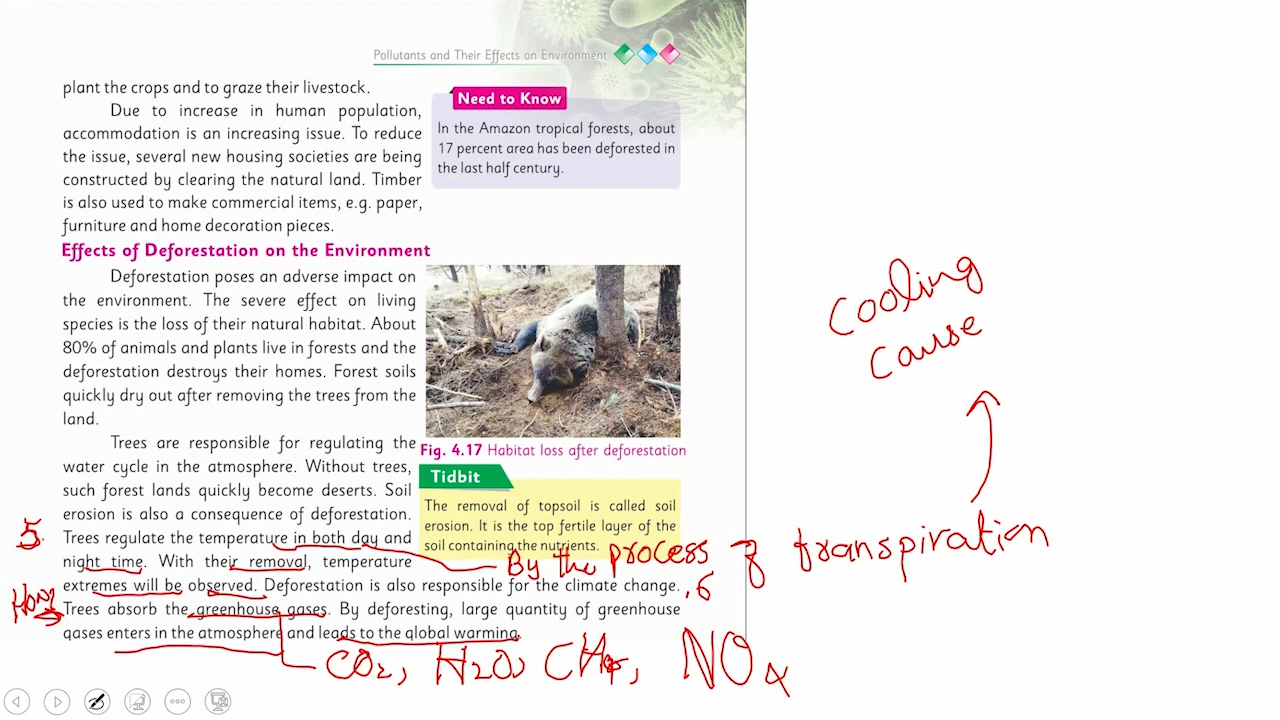 Pollutants and Their Effects on Environment
plant the crops and to graze their livestock.
Due to increase in human population,
accommodation is an increasing issue. To reduce
the issue, several new housing societies are being
constructed by clearing the natural land. Timber
is also used to make commercial items, e.g. paper,
furniture and home decoration pieces.
Need to Know
In the Amazon tropical forests, about
17 percent area has been deforested in
the last half century.
Effects of Deforestation on the Environment
Deforestation poses an adverse impact on
the environment. The severe effect on living
species is the loss of their natural habitat. About
80% of animals and plants live in forests and the
deforestation destroys their homes. Forest soils
quickly dry out after removing the trees from the
land.
Fig. 4.17 Habitat loss after deforestation
Trees are responsible for regulating the
water cycle in the atmosphere. Without trees,
such forest lands quickly become deserts. Soil
erosion is also a consequence of deforestation.
Trees regulate the temperature in both day and
night time. With their removal, temperature
extremes will be observed. Deforestation is also responsible for the climate change.
Trees absorb the greenhouse gases. By deforesting, large quantity of greenhouse
gases enters in the atmosphere and leads to the global warming.
Tidbit
The removal of topsoil is called soil
erosion. It is the top fertile layer of the
soil containing the nutrients.
5.
By the process of transpiration
cooling
cause
.6
How
CO2, H2O, CH4, NO4